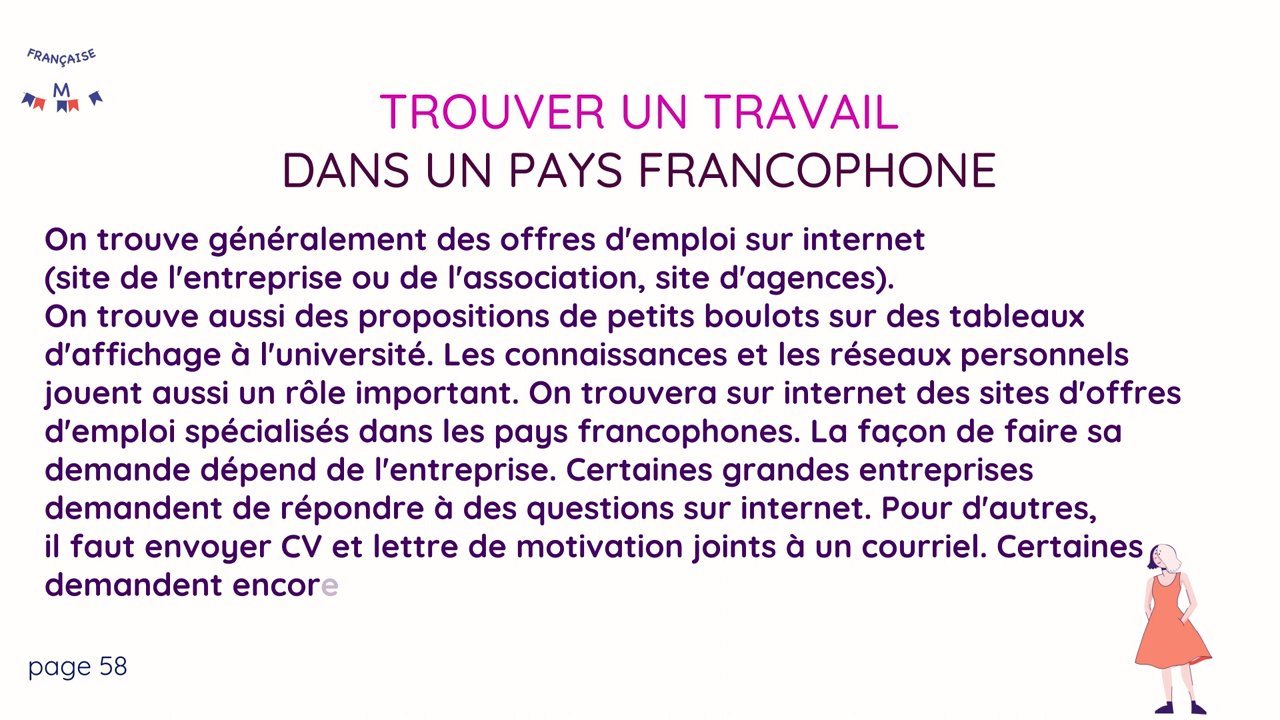 FRANÇAISE
M
TROUVER UN TRAVAIL
DANS UN PAYS FRANCOPHONE
On trouve généralement des offres d'emploi sur internet
(site de l'entreprise ou de l'association, site d'agences).
On trouve aussi des propositions de petits boulots sur des tableaux
d'affichage à l'université. Les connaissances et les réseaux personnels
jouent aussi un rôle important. On trouvera sur internet des sites d'offres
d'emploi spécialisés dans les pays francophones. La façon de faire sa
demande dépend de l'entreprise. Certaines grandes entreprises
demandent de répondre à des questions sur internet. Pour d'autres,
il faut envoyer CV et lettre de motivation joints à un courriel. Certaines
demandent encore
page 58